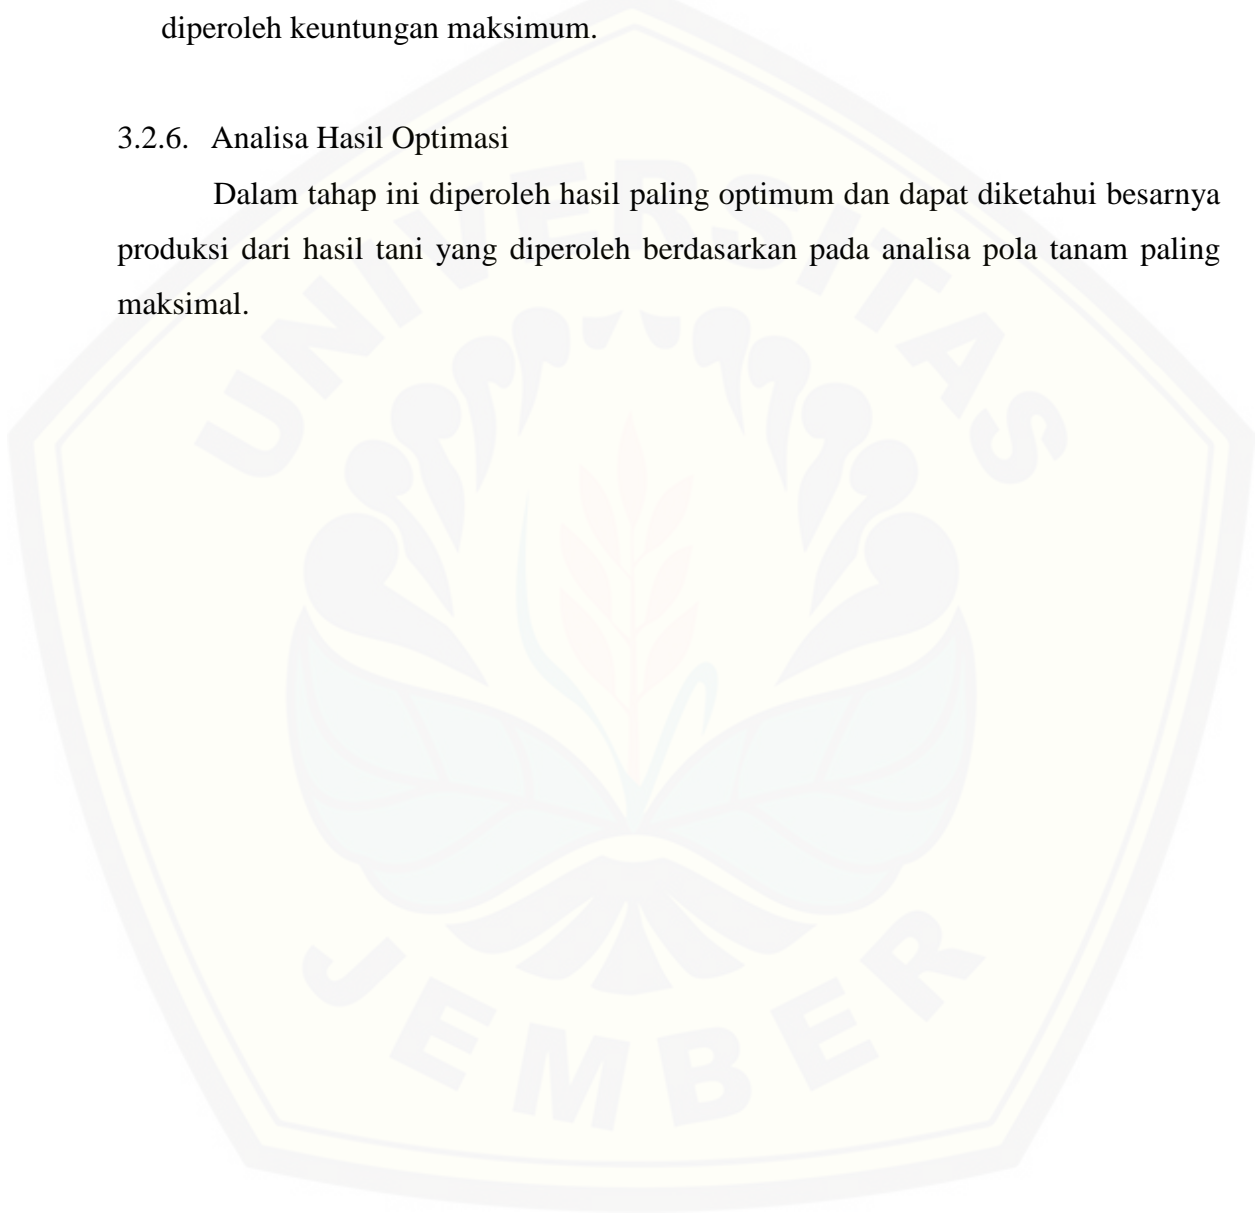 diperoleh keuntungan maksimum.
3.2.6. Analisa Hasil Optimasi
Dalam tahap ini diperoleh hasil paling optimum dan dapat diketahui besarnya
produksi dari hasil tani yang diperoleh berdasarkan pada analisa pola tanam paling
maksimal.
UNIVERSITAS
JEMBER